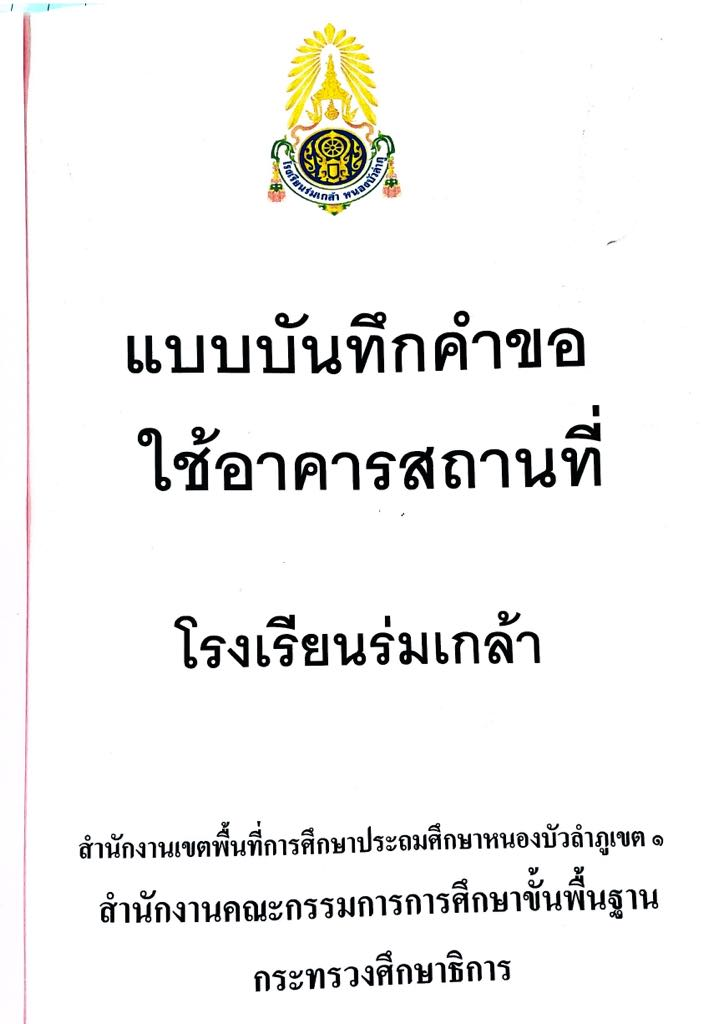 โรงเรียนร่มเกล้า หนองบัวลำภู
แบบบันทึกคำขอ
ใช้อาคารสถานที่
โรงเรียนร่มเกล้า
สำนักงานเขตพื้นที่การศึกษาประถมศึกษาหนองบัวลำภูเขต ๑
สำนักงานคณะกรรมการการศึกษาขั้นพื้นฐาน
กระทรวงศึกษาธิการ